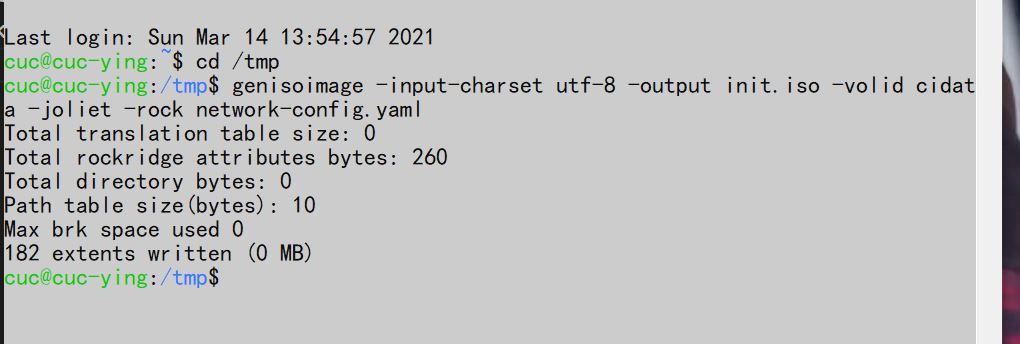 Last login: Sun Mar 14 13:54:57 2021
cuc@cuc-ying:~$ cd /tmp
cuc@cuc-ying:/tmp$ genisoimage -input-charset utf-8 -output init.iso -volid cidat
a -joliet -rock network-config.yaml
Total translation table size: 0
Total rockridge attributes bytes: 260
Total directory bytes: 0
Path table size(bytes): 10
Max brk space used 0
182 extents written (0 MB)
cuc@cuc-ying:/tmp$